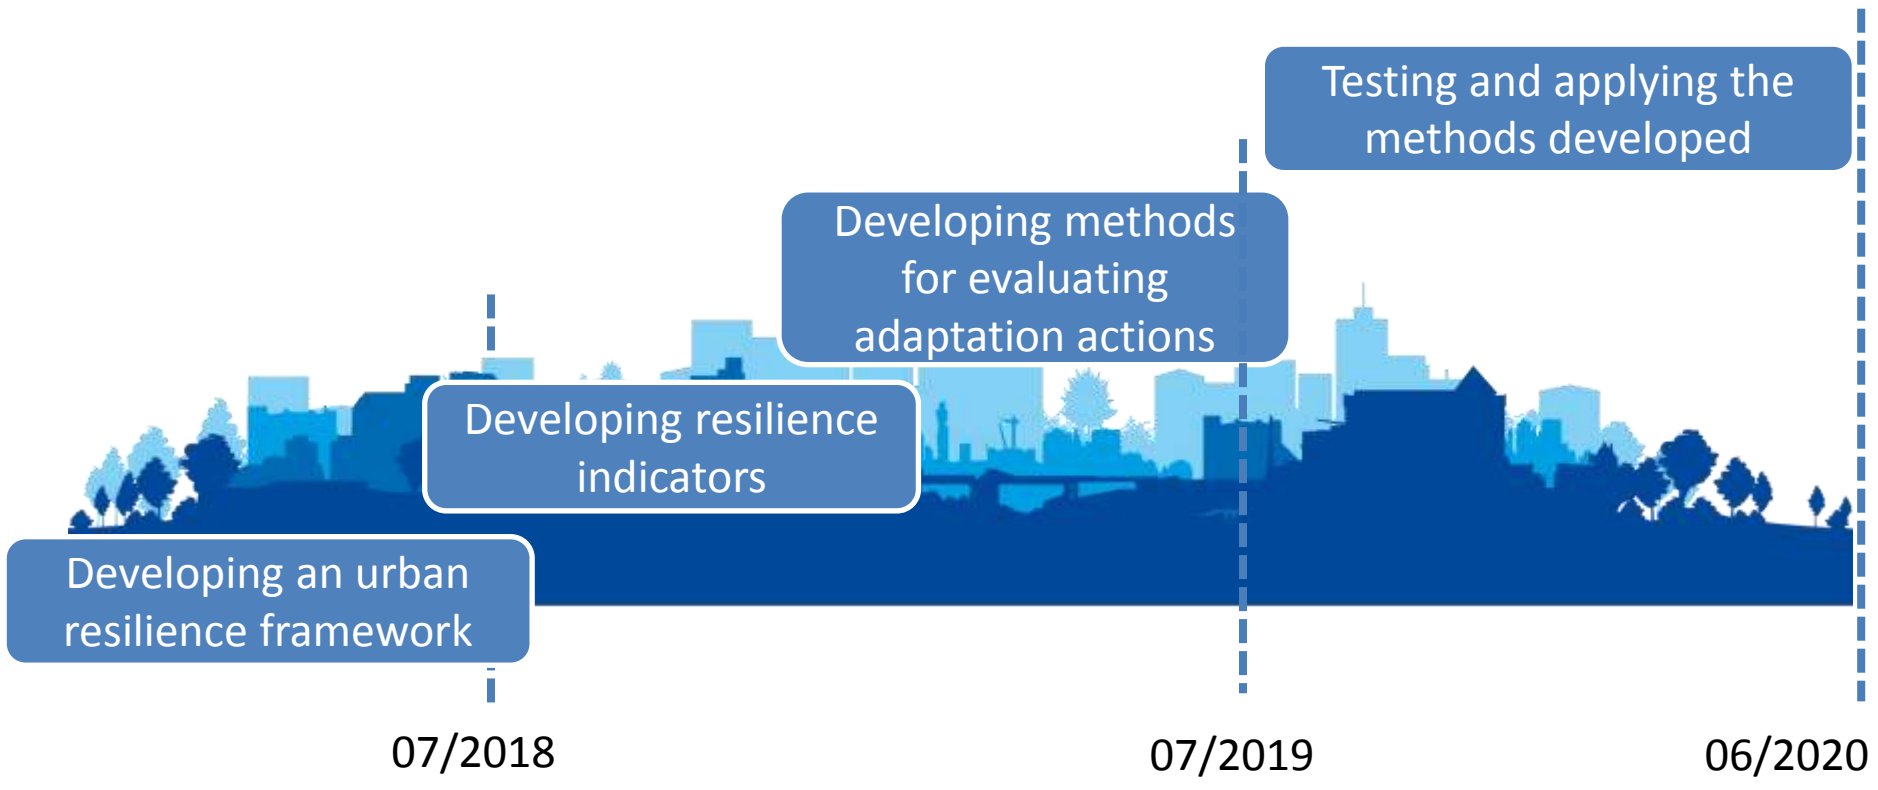 Testing and applying the
methods developed
Developing methods
for evaluating
adaptation actions
Developing resilience
indicators
Developing an urban
resilience framework
07/2018
07/2019
06/2020